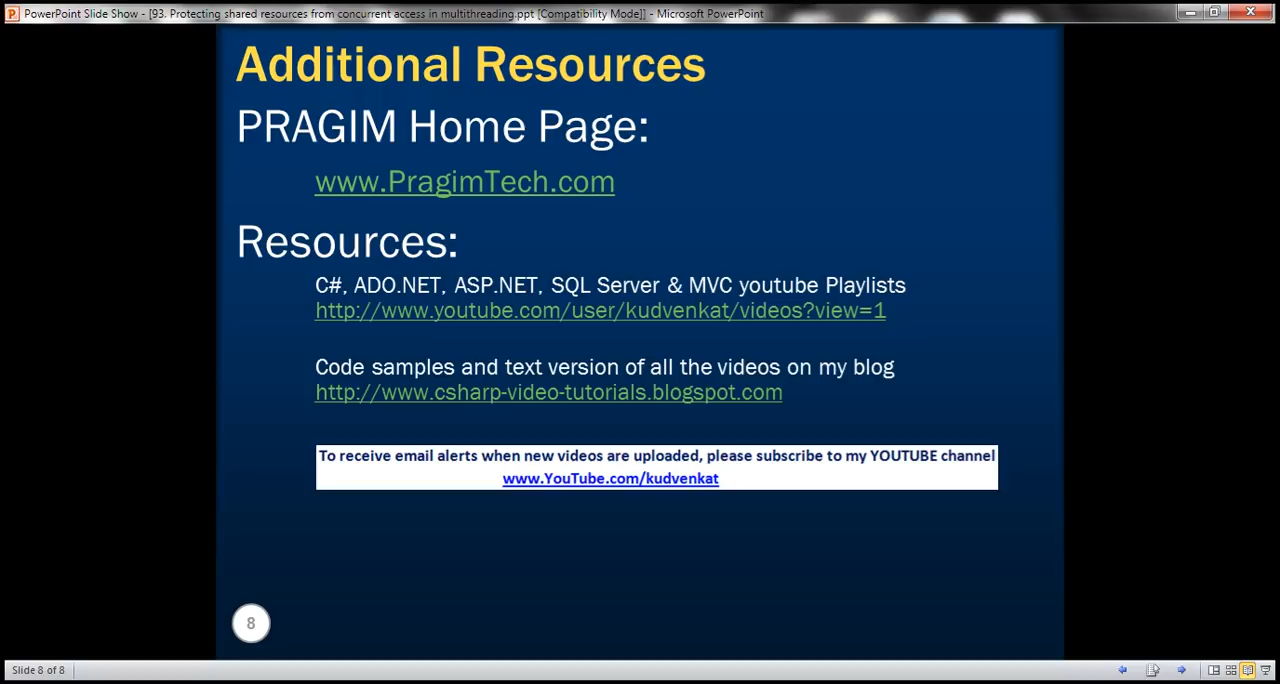 PowerPoint Slide Show - [93. Protecting shared resources from concurrent access in multithreading.ppt [Compatibility Mode]] - Microsoft PowerPoint
Additional Resources
PRAGIM Home Page:
www.PragimTech.com
Resources:
C#, ADO.NET, ASP.NET, SQL Server & MVC youtube Playlists
http://www.youtube.com/user/kudvenkat/videos?view=1
Code samples and text version of all the videos on my blog
http://www.csharp-video-tutorials.blogspot.com
To receive email alerts when new videos are uploaded, please subscribe to my YOUTUBE channel
www.YouTube.com/kudvenkat
8
Slide 8 of 8